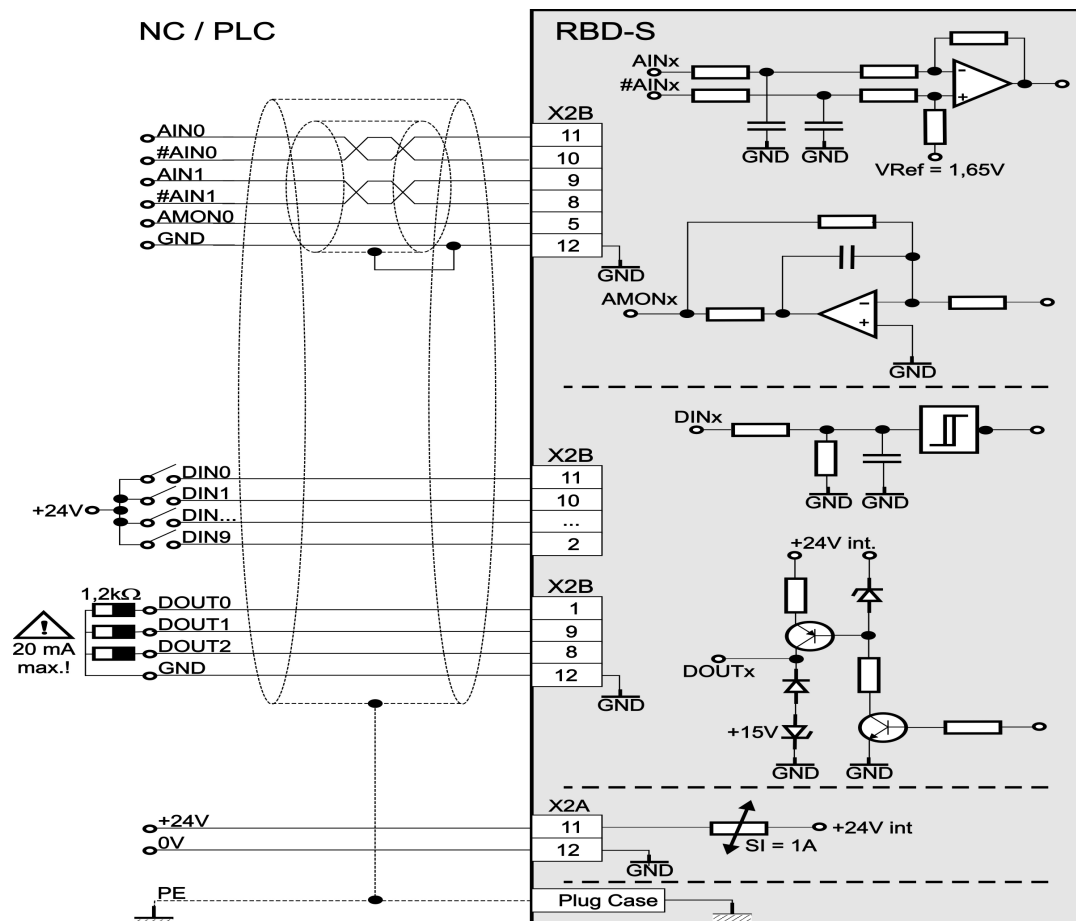 NC / PLC
RBD-S
AINx
#AINx
GND
GND
VRef = 1,65V
X2B
AIN0
11
#AIN0
10
AIN1
9
#AIN1
8
AMON0
5
GND
12
GND
AMONx
GND
DINx
GND
GND
X2B
DIN0
11
DIN1
10
+24V
DIN...
...
DIN9
2
+24V int.
X2B
1,2kΩ
DOUT0
1
DOUT1
9
DOUT2
8
GND
12
GND
!
20 mA
max.!
DOUTx
+15V
GND
GND
X2A
+24V
11
0V
12
GND
+24V int
SI = 1A
PE
Plug Case